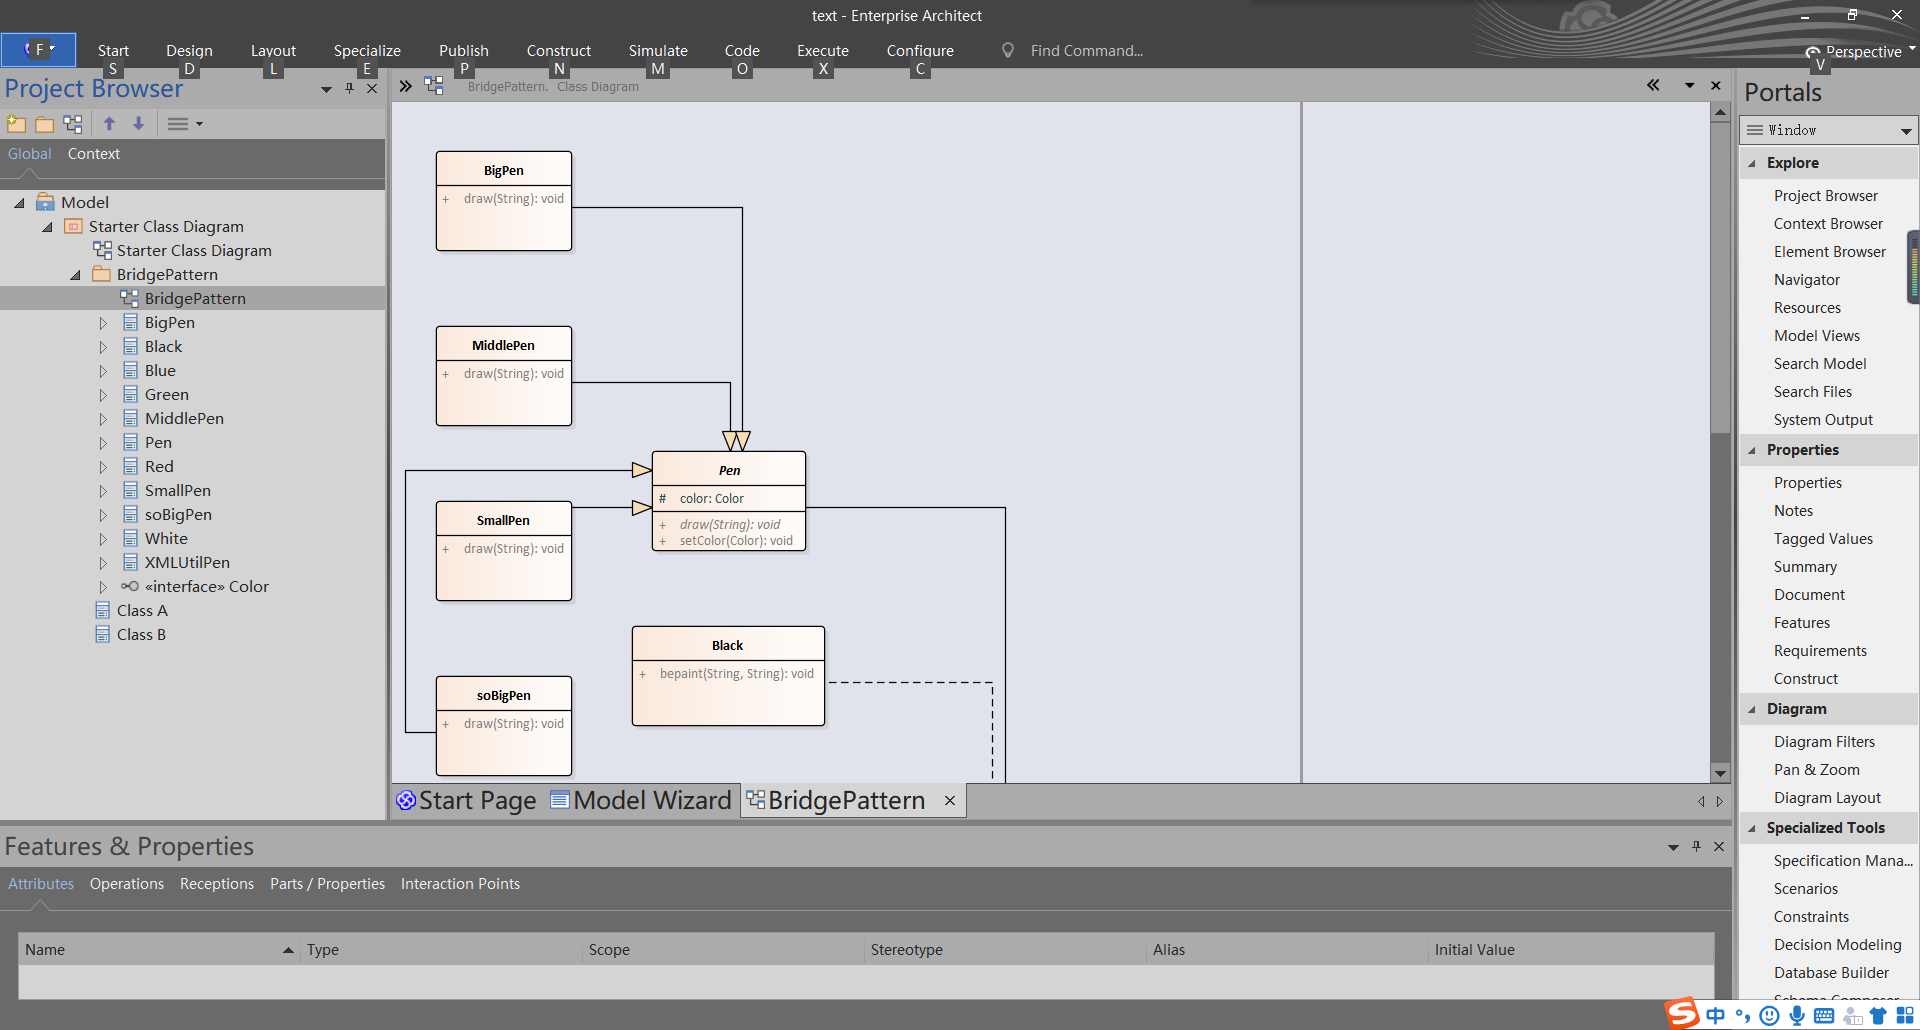 text - Enterprise Architect
F
Start
Design
Layout
Specialize
Publish
Construct
Simulate
Code
Execute
Configure
Find Command...
Perspective
S
D
L
E
P
N
M
O
X
C
V
Project Browser
BridgePattern. Class Diagram
Portals
Window
Global
Context
Model
Starter Class Diagram
Starter Class Diagram
BridgePattern
BridgePattern
BigPen
Black
Blue
Green
MiddlePen
Pen
Red
SmallPen
soBigPen
White
XMLUtilPen
«interface» Color
Class A
Class B
BigPen
+ draw(String): void
MiddlePen
+ draw(String): void
Pen
# color: Color
+ draw(String): void
+ setColor(Color): void
SmallPen
+ draw(String): void
Black
+ bepaint(String, String): void
soBigPen
+ draw(String): void
Start Page
Model Wizard
BridgePattern
Explore
Project Browser
Context Browser
Element Browser
Navigator
Resources
Model Views
Search Model
Search Files
System Output
Properties
Properties
Notes
Tagged Values
Summary
Document
Features
Requirements
Construct
Diagram
Diagram Filters
Pan & Zoom
Diagram Layout
Specialized Tools
Specification Mana...
Scenarios
Constraints
Decision Modeling
Database Builder
Schema Composer
Features & Properties
Attributes
Operations
Receptions
Parts / Properties
Interaction Points
Name
Type
Scope
Stereotype
Alias
Initial Value
S
中